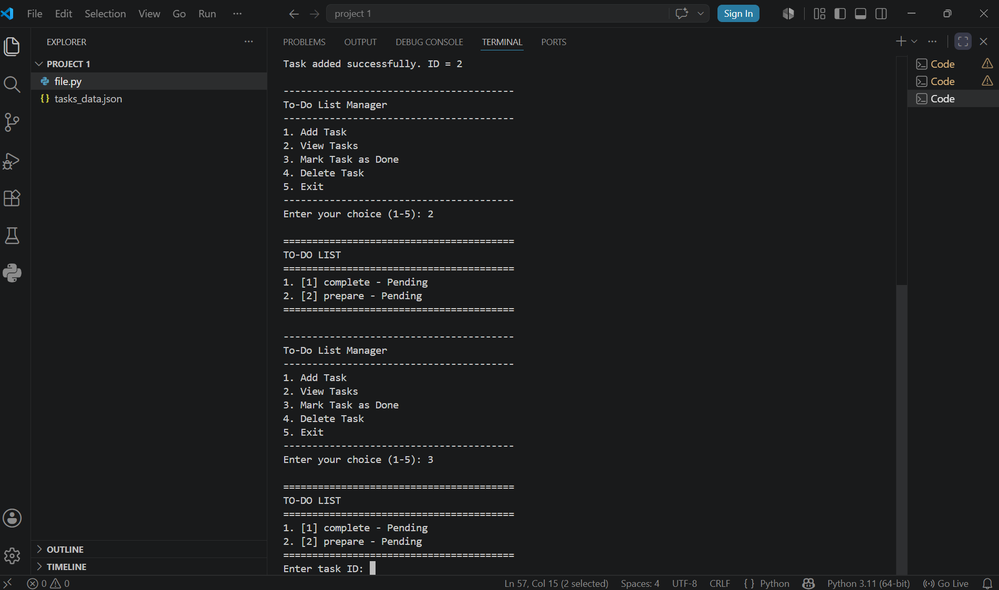 File Edit Selection View Go Run ···
project 1
Sign In
EXPLORER ···
PROJECT 1
file.py
{} tasks_data.json
OUTLINE
TIMELINE
PROBLEMS OUTPUT DEBUG CONSOLE TERMINAL PORTS
Task added successfully. ID = 2
----------------------------------------
To-Do List Manager
----------------------------------------
1. Add Task
2. View Tasks
3. Mark Task as Done
4. Delete Task
5. Exit
----------------------------------------
Enter your choice (1-5): 2
========================================
TO-DO LIST
========================================
1. [1] complete - Pending
2. [2] prepare - Pending
========================================
----------------------------------------
To-Do List Manager
----------------------------------------
1. Add Task
2. View Tasks
3. Mark Task as Done
4. Delete Task
5. Exit
----------------------------------------
Enter your choice (1-5): 3
========================================
TO-DO LIST
========================================
1. [1] complete - Pending
2. [2] prepare - Pending
========================================
Enter task ID:
Code
Code
Code
0 0
Ln 57, Col 15 (2 selected) Spaces: 4 UTF-8 CRLF {} Python Python 3.11 (64-bit) Go Live